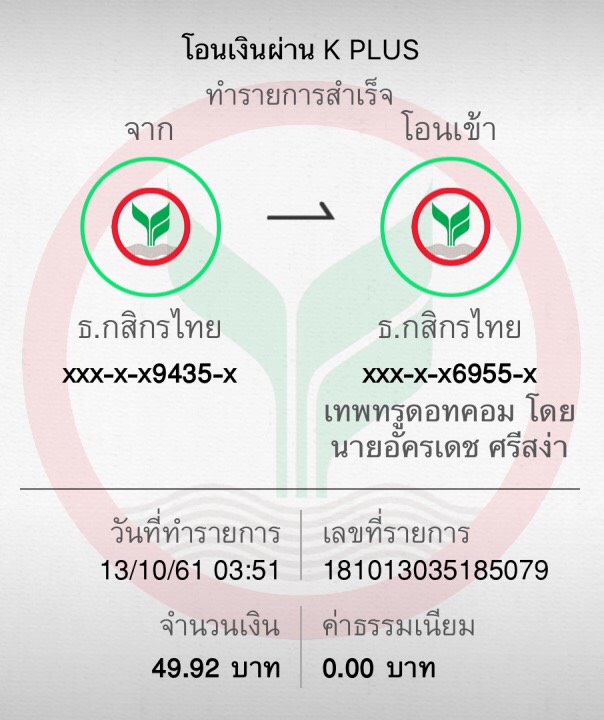 โอนเงินผ่าน K PLUS
ทำรายการสำเร็จ
จาก
โอนเข้า
ธ.กสิกรไทย
ธ.กสิกรไทย
xxx-x-x9435-x
xxx-x-x6955-x
เทพทรูดอทคอม โดย
นายอัครเดช ศรีสง่า
วันที่ทำรายการ
เลขที่รายการ
13/10/61 03:51
181013035185079
จำนวนเงิน
ค่าธรรมเนียม
49.92 บาท
0.00 บาท